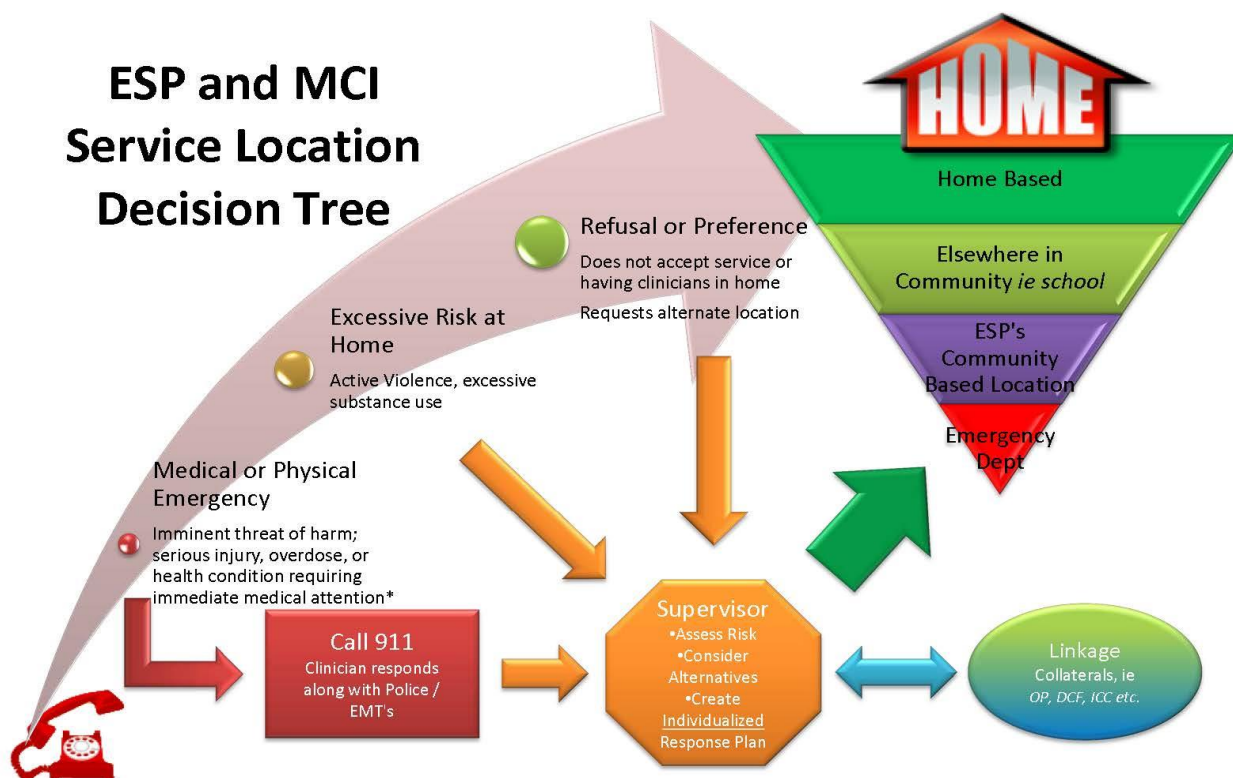 ESP and MCI
Service Location
Decision Tree
HOME
Home Based
Elsewhere in
Community ie school
ESP's
Community
Based Location
Emergency
Dept
Refusal or Preference
Does not accept service or
having clinicians in home
Requests alternate location
Excessive Risk at
Home
Active Violence, excessive
substance use
Medical or Physical
Emergency
Imminent threat of harm;
serious injury, overdose, or
health condition requiring
immediate medical attention*
Call 911
Clinician responds
along with Police /
EMT's
Supervisor
•Assess Risk
•Consider
Alternatives
•Create
Individualized
Response Plan
Linkage
Collaterals, ie
OP, DCF, ICC etc.